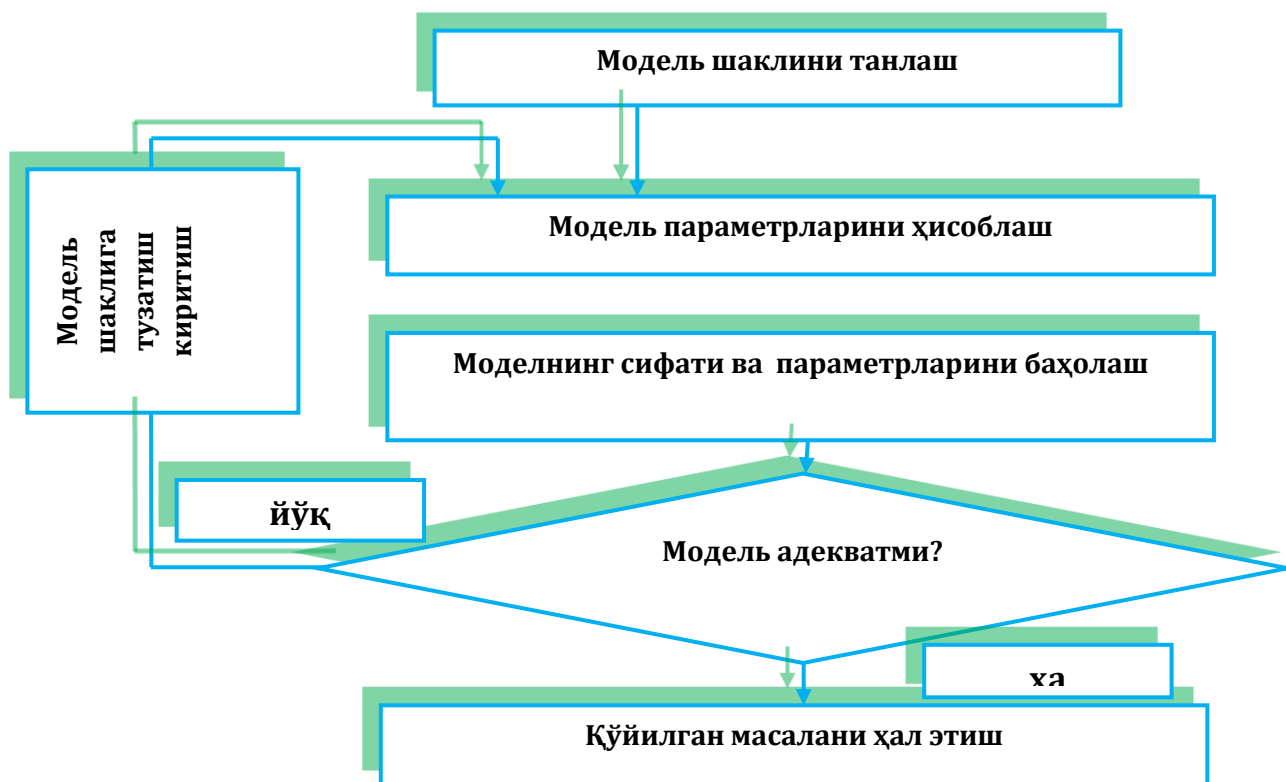 Модель шаклини танлаш
Модель параметрларини ҳисоблаш
Модель
шаклига
тузатиш
киритиш
Моделнинг сифати ва параметрларини баҳолаш
йўқ
Модель адекватми?
ха
Қўйилган масалани ҳал этиш